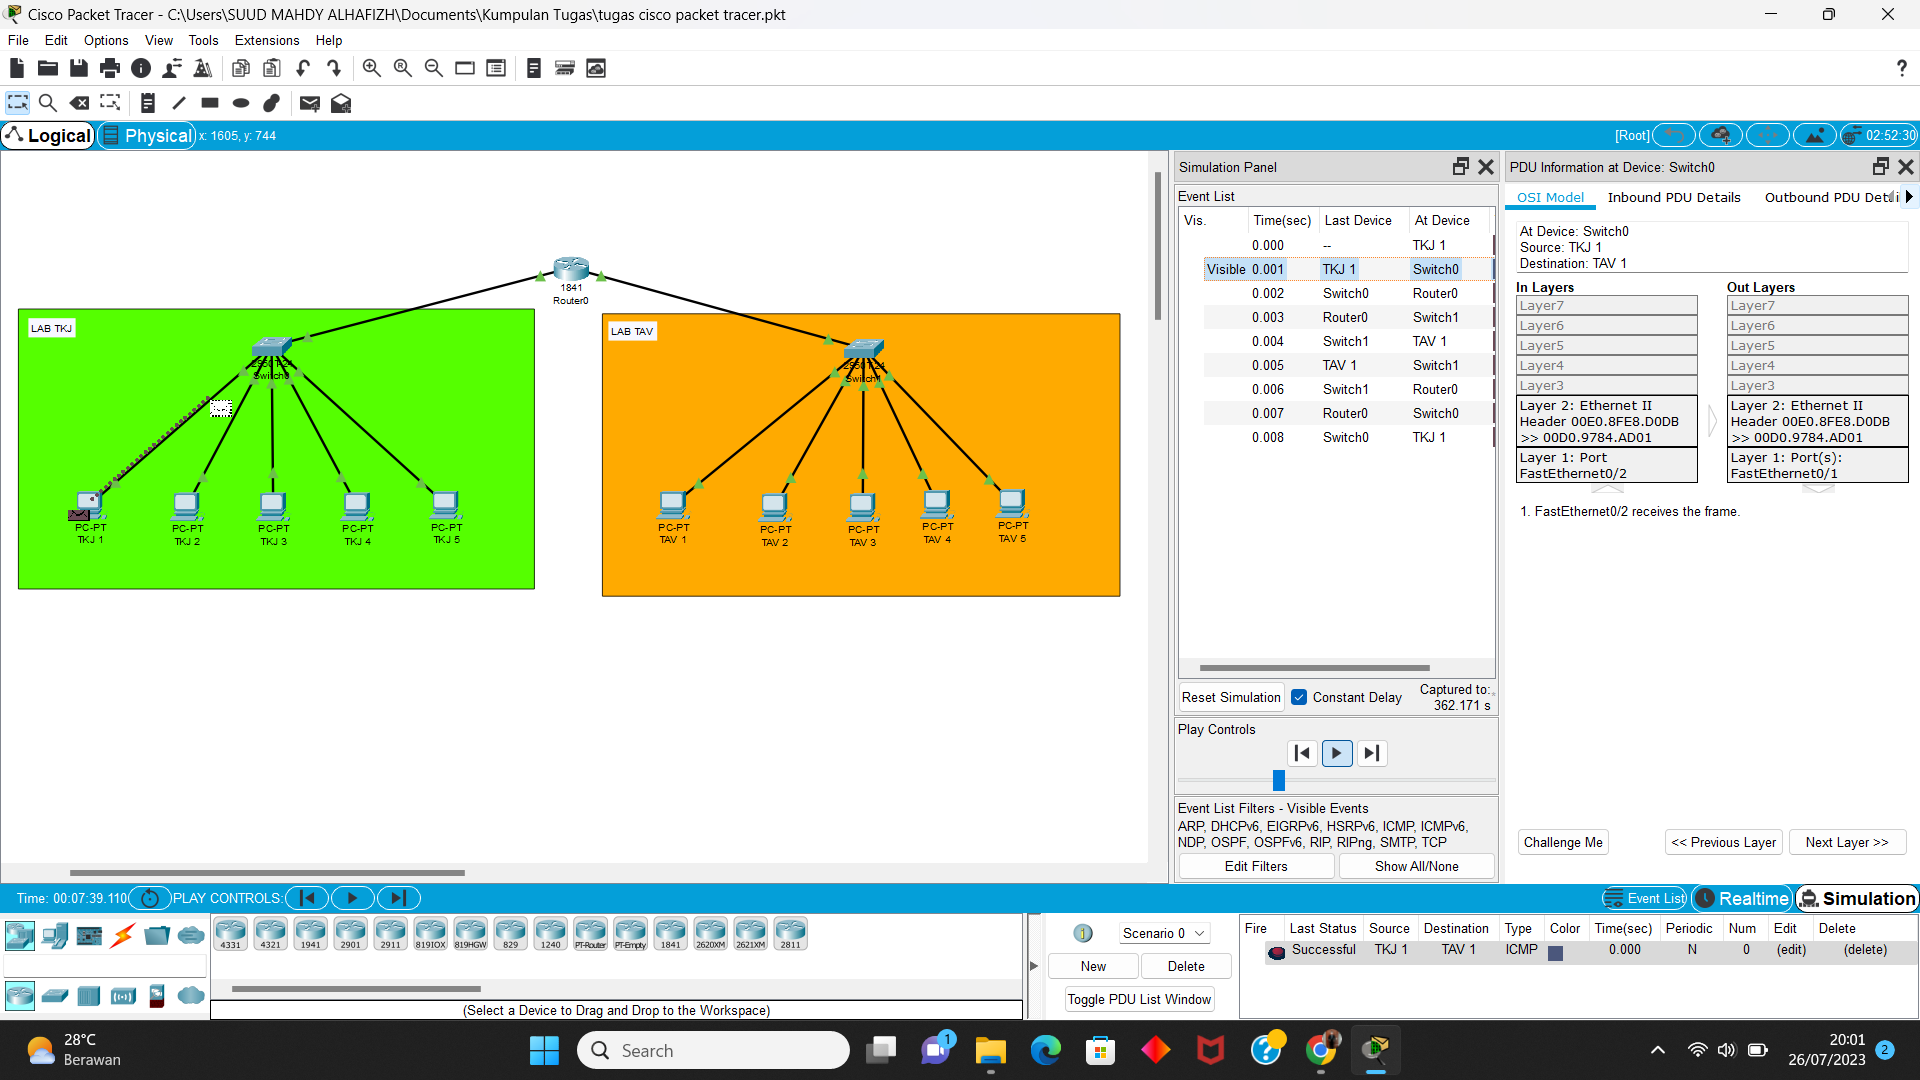 Cisco Packet Tracer - C:\Users\SUUD MAHDY ALHAFIZH\Documents\Kumpulan Tugas\tugas cisco packet tracer.pkt
File Edit Options View Tools Extensions Help
?
Logical Physical x: 1605, y: 744
[Root] 02:52:30
1841
Router0
LAB TKJ
Switch0
PC-PT
TKJ 1
PC-PT
TKJ 2
PC-PT
TKJ 3
PC-PT
TKJ 4
PC-PT
TKJ 5
LAB TAV
Switch1
PC-PT
TAV 1
PC-PT
TAV 2
PC-PT
TAV 3
PC-PT
TAV 4
PC-PT
TAV 5
Simulation Panel
Event List
Vis. Time(sec) Last Device At Device
0.000 -- TKJ 1
Visible 0.001 TKJ 1 Switch0
0.002 Switch0 Router0
0.003 Router0 Switch1
0.004 Switch1 TAV 1
0.005 TAV 1 Switch1
0.006 Switch1 Router0
0.007 Router0 Switch0
0.008 Switch0 TKJ 1
Reset Simulation Constant Delay Captured to:
362.171 s
Play Controls
Event List Filters - Visible Events
ARP, DHCPv6, EIGRPv6, HSRPv6, ICMP, ICMPv6,
NDP, OSPF, OSPFv6, RIP, RIPng, SMTP, TCP
Edit Filters Show All/None
PDU Information at Device: Switch0
OSI Model Inbound PDU Details Outbound PDU
At Device: Switch0
Source: TKJ 1
Destination: TAV 1
In Layers
Layer7
Layer6
Layer5
Layer4
Layer3
Layer 2: Ethernet II
Header 00E0.8FE8.D0DB
>> 00D0.9784.AD01
Layer 1: Port
FastEthernet0/2
Out Layers
Layer7
Layer6
Layer5
Layer4
Layer3
Layer 2: Ethernet II
Header 00E0.8FE8.D0DB
>> 00D0.9784.AD01
Layer 1: Port(s):
FastEthernet0/1
1. FastEthernet0/2 receives the frame.
Challenge Me << Previous Layer Next Layer >>
Time: 00:07:39.110 PLAY CONTROLS:
Event List Realtime Simulation
4331 4321 1941 2901 2911 819IOX 819HGW 829 1240 PT-Router PT-Empty 1841 2620XM 2621XM 2811
(Select a Device to Drag and Drop to the Workspace)
1 Scenario 0
New Delete
Toggle PDU List Window
Fire Last Status Source Destination Type Color Time(sec) Periodic Num Edit Delete
Successful TKJ 1 TAV 1 ICMP 0.000 N 0 (edit) (delete)
28°C
Berawan
Search
1
20:01
26/07/2023
2